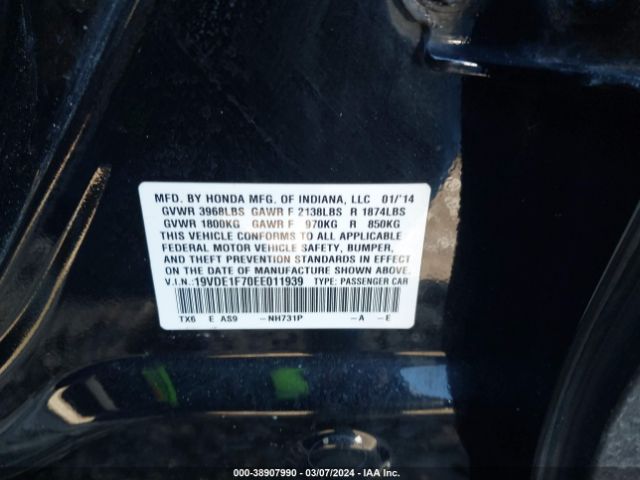 MFD. BY HONDA MFG. OF INDIANA, LLC 01/'14
GVWR 3968LBS GAWR F 2138LBS R 1874LBS
GVWR 1800KG GAWR F 970KG R 850KG
THIS VEHICLE CONFORMS TO ALL APPLICABLE
FEDERAL MOTOR VEHICLE SAFETY, BUMPER,
AND THEFT PREVENTION STANDARDS IN EFFECT
ON THE DATE OF MANUFACTURE SHOWN ABOVE.
V.I.N.: 19VDE1F70EE011939 TYPE: PASSENGER CAR
TX6 E AS9 -NH731P -A -E
000-38907990 - 03/07/2024 - IAA Inc.